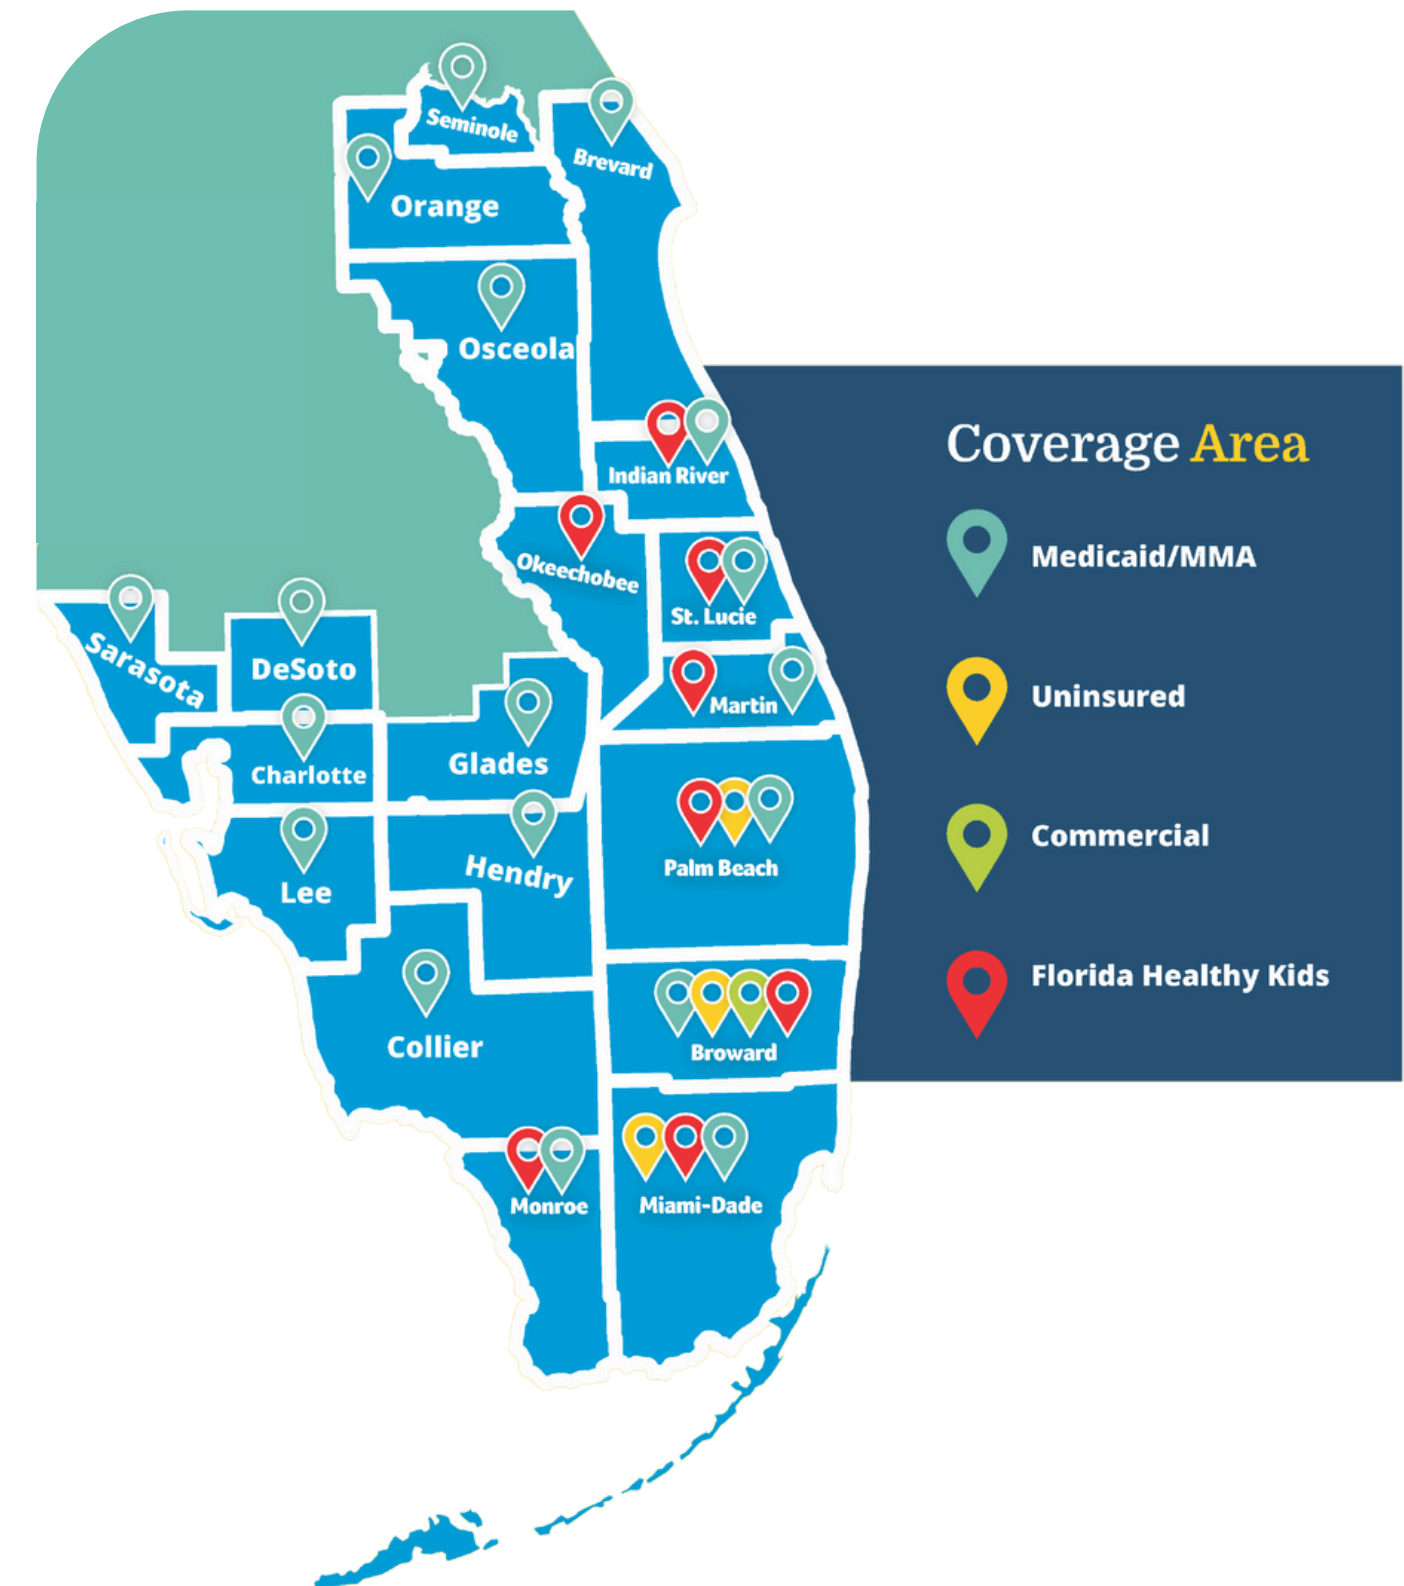 Seminole
Brevard
Orange
Osceola
Indian River
Okeechobee
St. Lucie
Sarasota
DeSoto
Martin
Charlotte
Glades
Lee
Hendry
Palm Beach
Collier
Broward
Monroe
Miami-Dade
Coverage Area
Medicaid/MMA
Uninsured
Commercial
Florida Healthy Kids